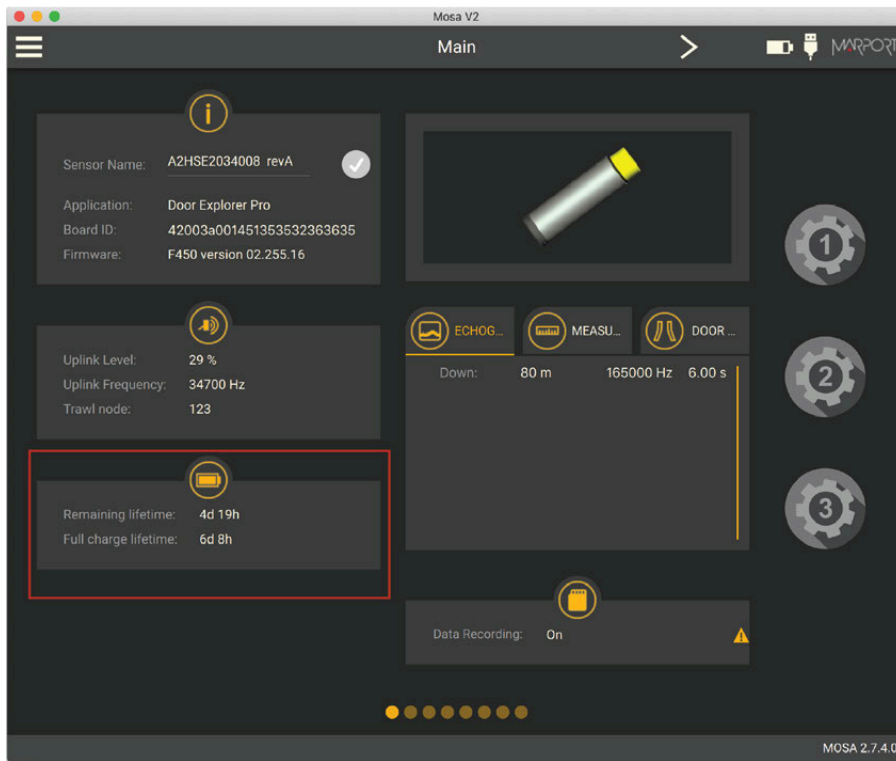 Mosa V2
Main
MARPORT
Sensor Name: A2HSE2034008 revA
Application: Door Explorer Pro
Board ID: 42003a001451353532363635
Firmware: F450 version 02.255.16
Uplink Level: 29 %
Uplink Frequency: 34700 Hz
Trawl node: 123
Remaining lifetime: 4d 19h
Full charge lifetime: 6d 8h
ECHOG... MEASU... DOOR ...
Down: 80 m 165000 Hz 6.00 s
Data Recording: On
1
2
3
MOSA 2.7.4.0